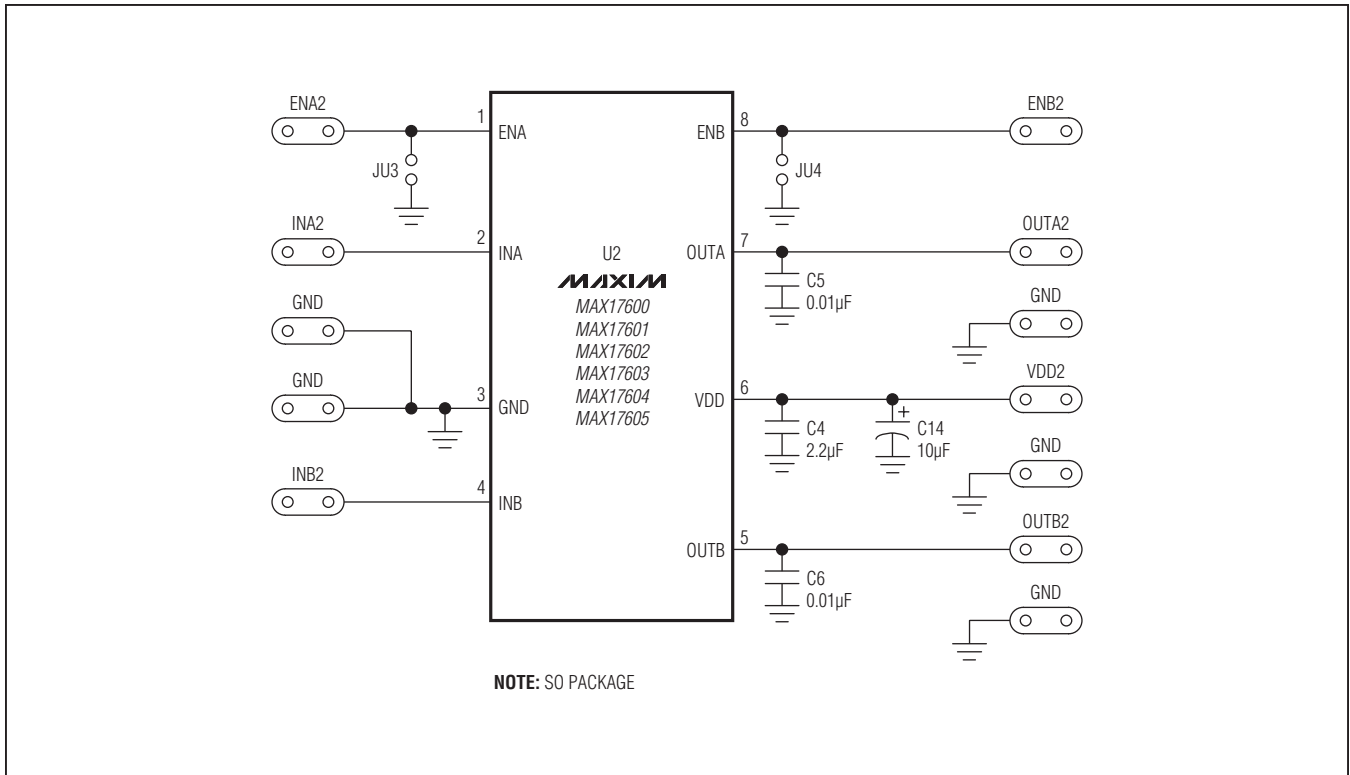 ENA2
1
ENA
JU3
INA2
2
INA
GND
GND
3
GND
INB2
4
INB
U2
MAXIM
MAX17600
MAX17601
MAX17602
MAX17603
MAX17604
MAX17605
ENB
8
ENB2
JU4
OUTA
7
OUTA2
C5
0.01µF
GND
VDD
6
VDD2
C4
2.2µF
+
C14
10µF
GND
OUTB
5
OUTB2
C6
0.01µF
GND
NOTE: SO PACKAGE